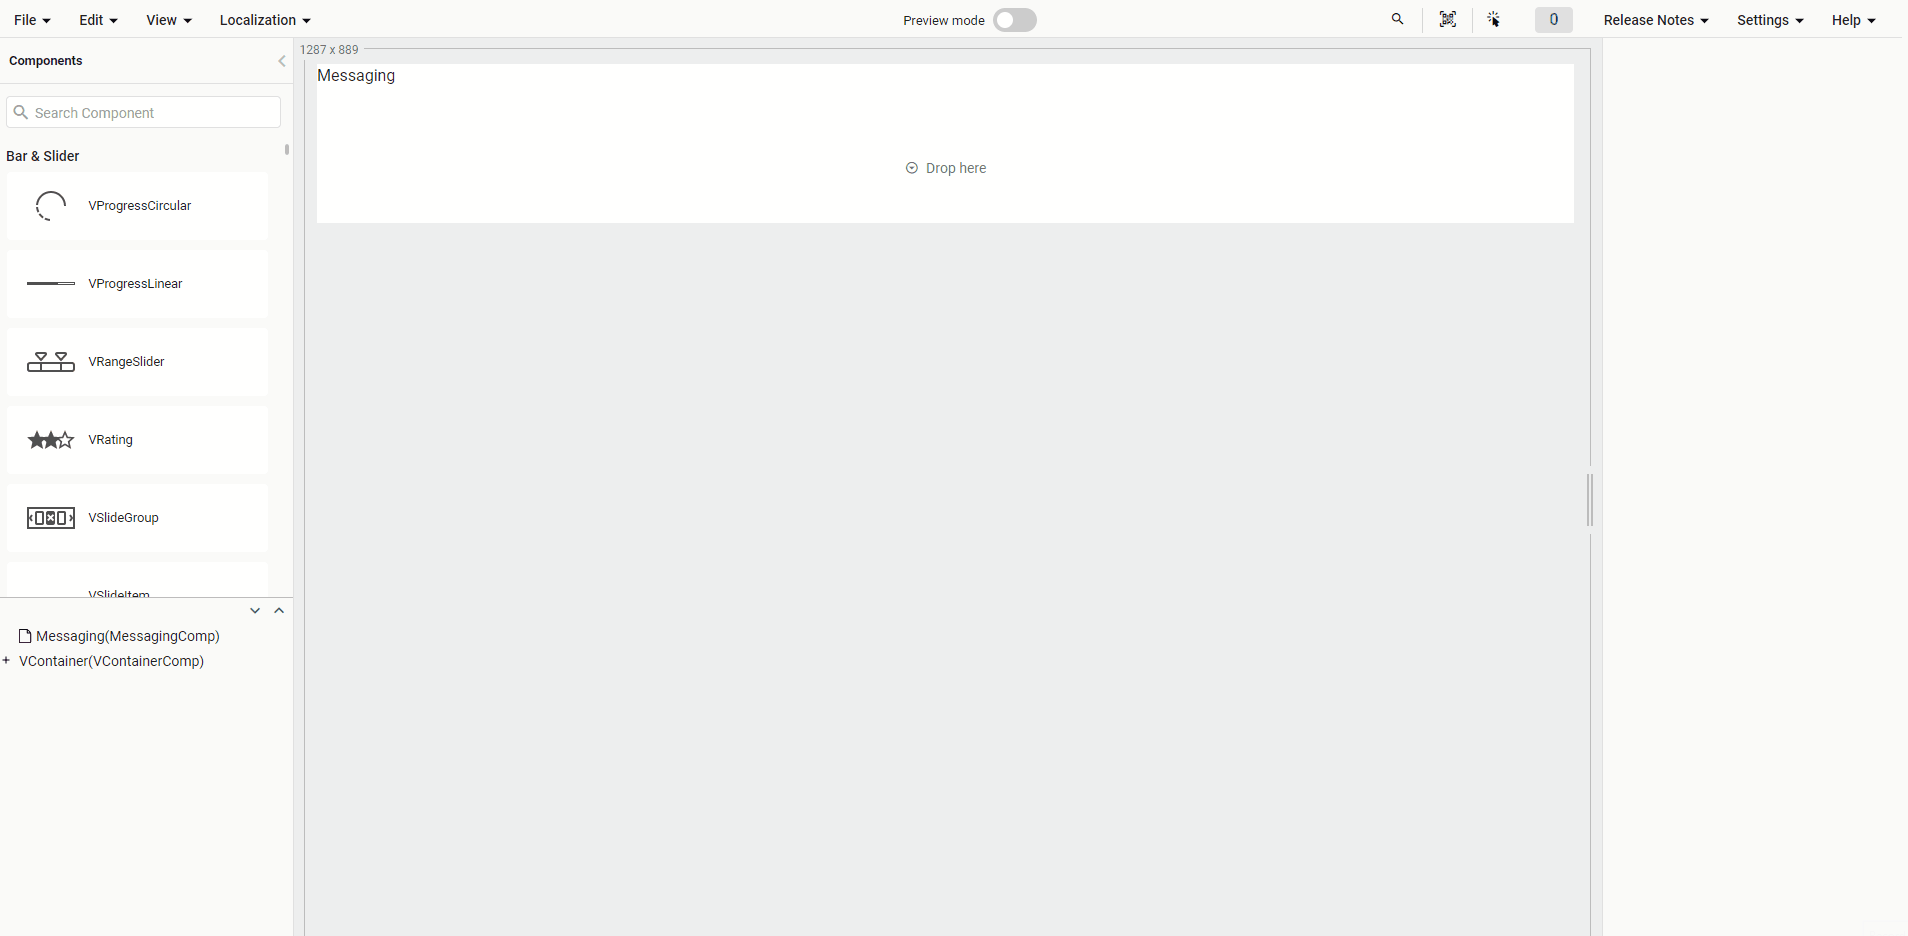 File Edit View Localization Preview mode 0 Release Notes Settings Help
Components
1287 x 889
Search Component
Bar & Slider
VProgressCircular
VProgressLinear
VRangeSlider
VRating
VSlideGroup
VSlideItem
Messaging(MessagingComp)
+ VContainer(VContainerComp)
Messaging
Drop here